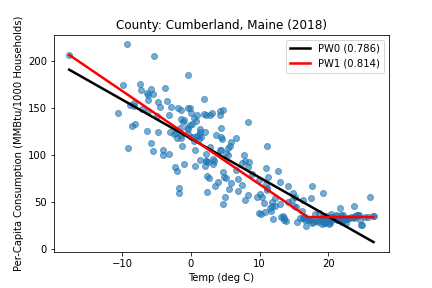 County: Cumberland, Maine (2018)
PW0 (0.786)
PW1 (0.814)
Per-Capita Consumption (MMBtu/1000 Households)
200
150
100
50
0
−10
0
10
20
Temp (deg C)